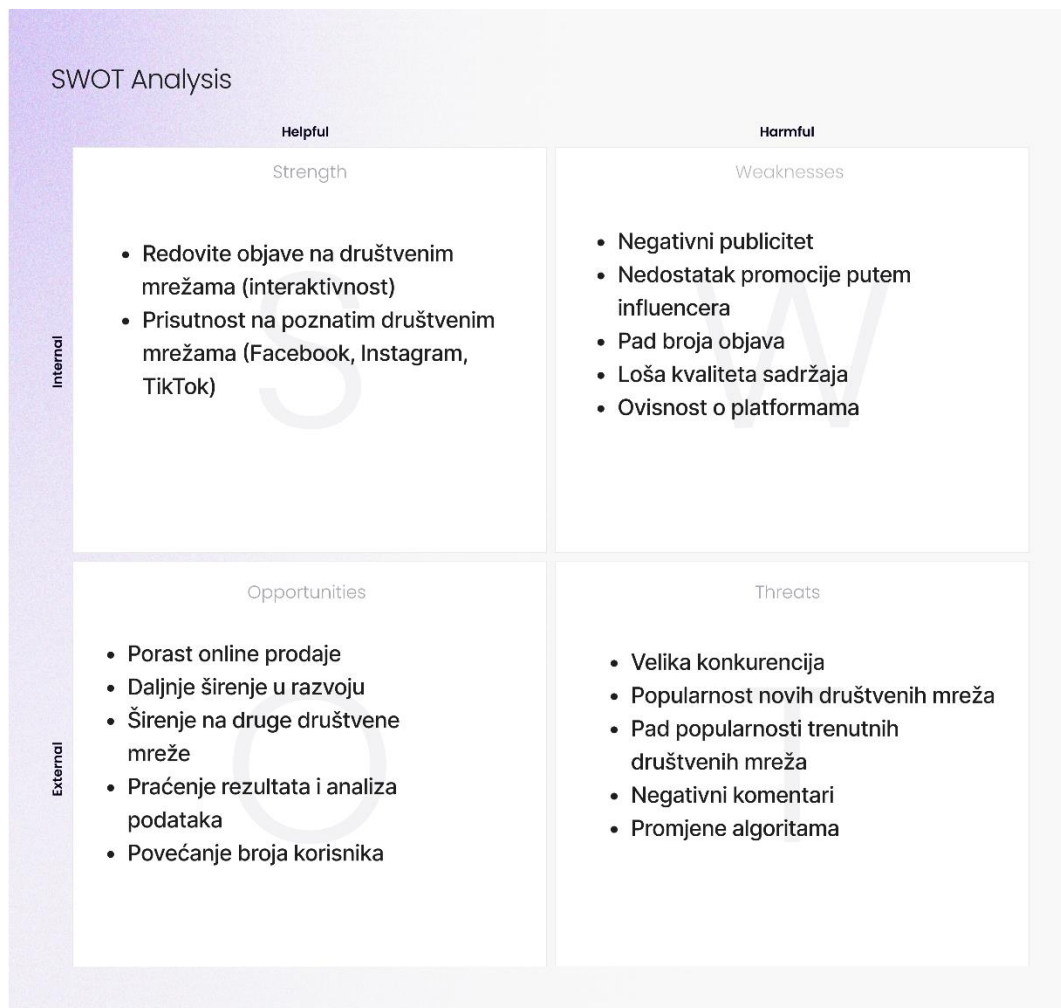 SWOT Analysis
Helpful
Harmful
Internal
Strength
S
• Redovite objave na društvenim
mrežama (interaktivnost)
• Prisutnost na poznatim društvenim
mrežama (Facebook, Instagram,
TikTok)
Weaknesses
W
• Negativni publicitet
• Nedostatak promocije putem
influencera
• Pad broja objava
• Loša kvaliteta sadržaja
• Ovisnost o platformama
External
Opportunities
O
• Porast online prodaje
• Daljnje širenje u razvoju
• Širenje na druge društvene
mreže
• Praćenje rezultata i analiza
podataka
• Povećanje broja korisnika
Threats
T
• Velika konkurencija
• Popularnost novih društvenih mreža
• Pad popularnosti trenutnih
društvenih mreža
• Negativni komentari
• Promjene algoritama